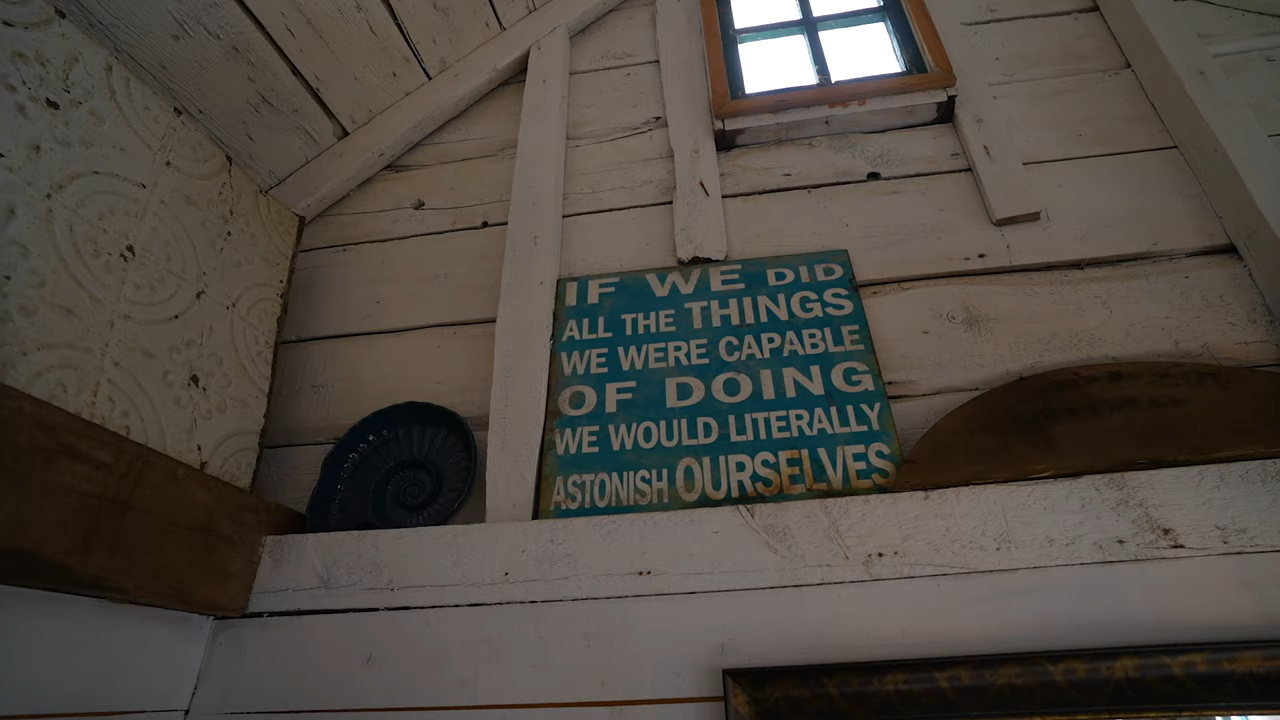 IF WE DID
ALL THE THINGS
WE WERE CAPABLE
OF DOING
WE WOULD LITERALLY
ASTONISH OURSELVES